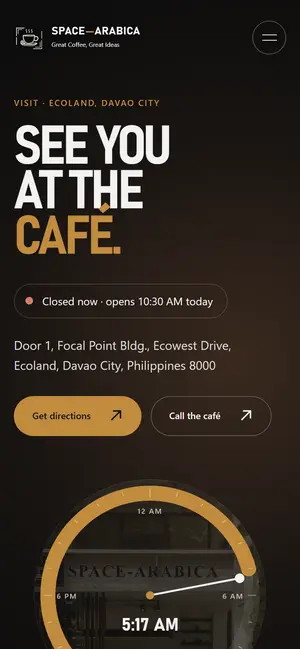 SPACE—ARABICA
Great Coffee, Great Ideas
VISIT · ECOLAND, DAVAO CITY
SEE YOU
AT THE
CAFÉ.
Closed now · opens 10:30 AM today
Door 1, Focal Point Bldg., Ecowest Drive,
Ecoland, Davao City, Philippines 8000
Get directions
Call the café
12 AM
SPACE-ARABICA
6 PM
6 AM
5:17 AM